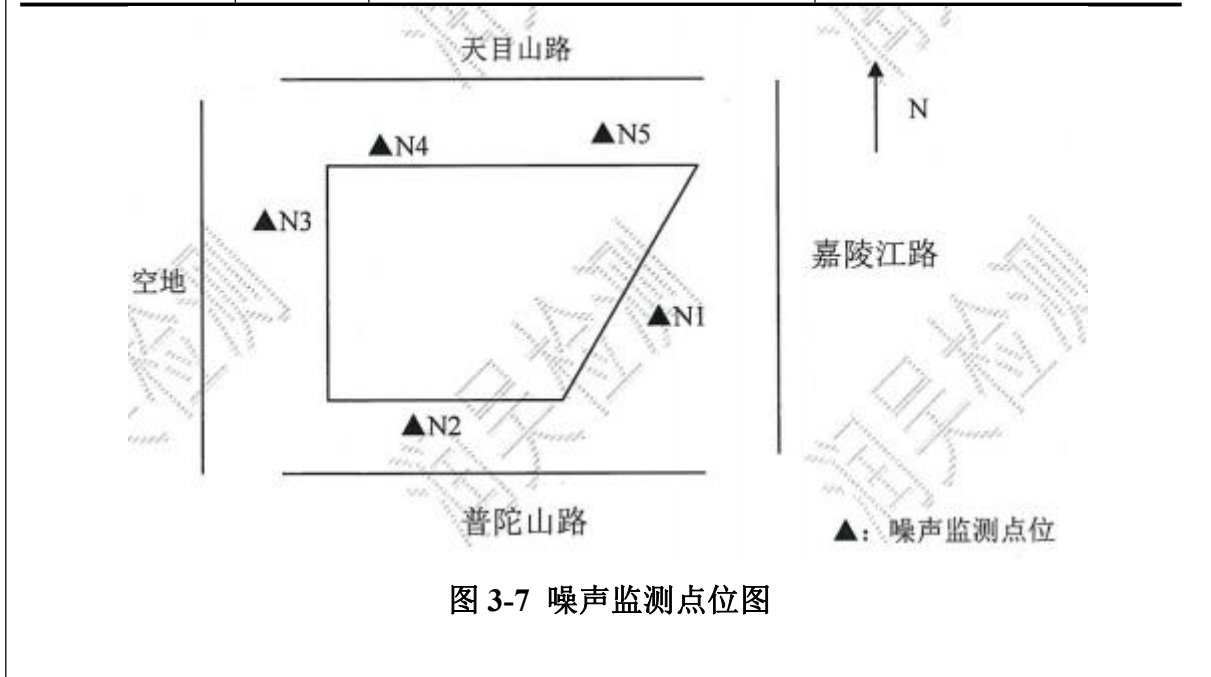 天目山路
N
▲N4
▲N5
▲N3
嘉陵江路
空地
▲N1
▲N2
普陀山路
▲：噪声监测点位
图 3-7 噪声监测点位图